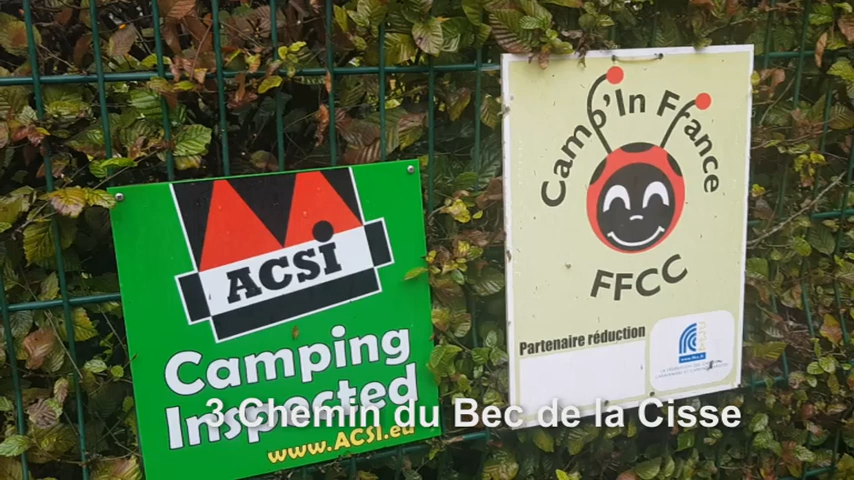 ACSI
Camping
Inspected
www.ACSI.eu
Camp'In France
FFCC
Partenaire réduction
3 Chemin du Bec de la Cisse